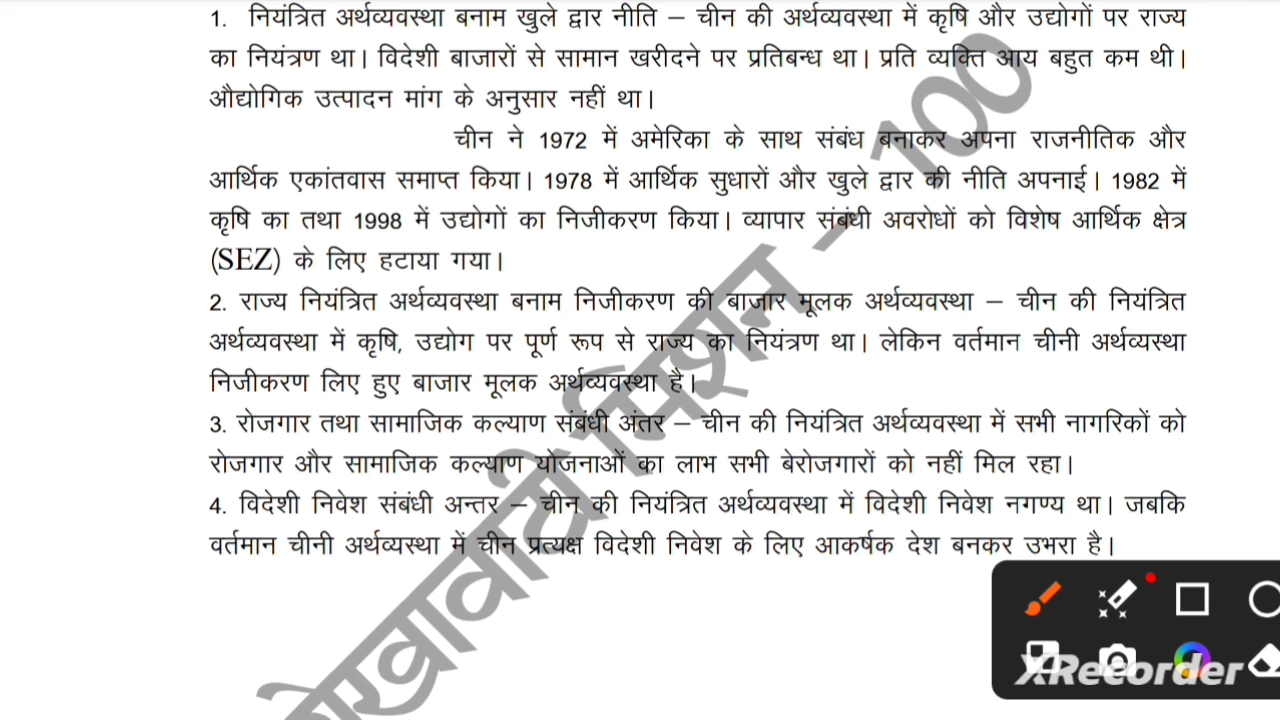 1. नियंत्रित अर्थव्यवस्था बनाम खुले द्वार नीति – चीन की अर्थव्यवस्था में कृषि और उद्योगों पर राज्य
का नियंत्रण था। विदेशी बाजारों से सामान खरीदने पर प्रतिबन्ध था। प्रति व्यक्ति आय बहुत कम थी।
औद्योगिक उत्पादन मांग के अनुसार नहीं था।
चीन ने 1972 में अमेरिका के साथ संबंध बनाकर अपना राजनीतिक और
आर्थिक एकांतवास समाप्त किया। 1978 में आर्थिक सुधारों और खुले द्वार की नीति अपनाई। 1982 में
कृषि का तथा 1998 में उद्योगों का निजीकरण किया। व्यापार संबंधी अवरोधों को विशेष आर्थिक क्षेत्र
(SEZ) के लिए हटाया गया।
2. राज्य नियंत्रित अर्थव्यवस्था बनाम निजीकरण की बाजार मूलक अर्थव्यवस्था – चीन की नियंत्रित
अर्थव्यवस्था में कृषि, उद्योग पर पूर्ण रूप से राज्य का नियंत्रण था। लेकिन वर्तमान चीनी अर्थव्यस्था
निजीकरण लिए हुए बाजार मूलक अर्थव्यवस्था है।
3. रोजगार तथा सामाजिक कल्याण संबंधी अंतर – चीन की नियंत्रित अर्थव्यवस्था में सभी नागरिकों को
रोजगार और सामाजिक कल्याण योजनाओं का लाभ सभी बेरोजगारों को नहीं मिल रहा।
4. विदेशी निवेश संबंधी अन्तर – चीन की नियंत्रित अर्थव्यवस्था में विदेशी निवेश नगण्य था। जबकि
वर्तमान चीनी अर्थव्यस्था में चीन प्रत्यक्ष विदेशी निवेश के लिए आकर्षक देश बनकर उभरा है।
मिशन – 100
XRecorder